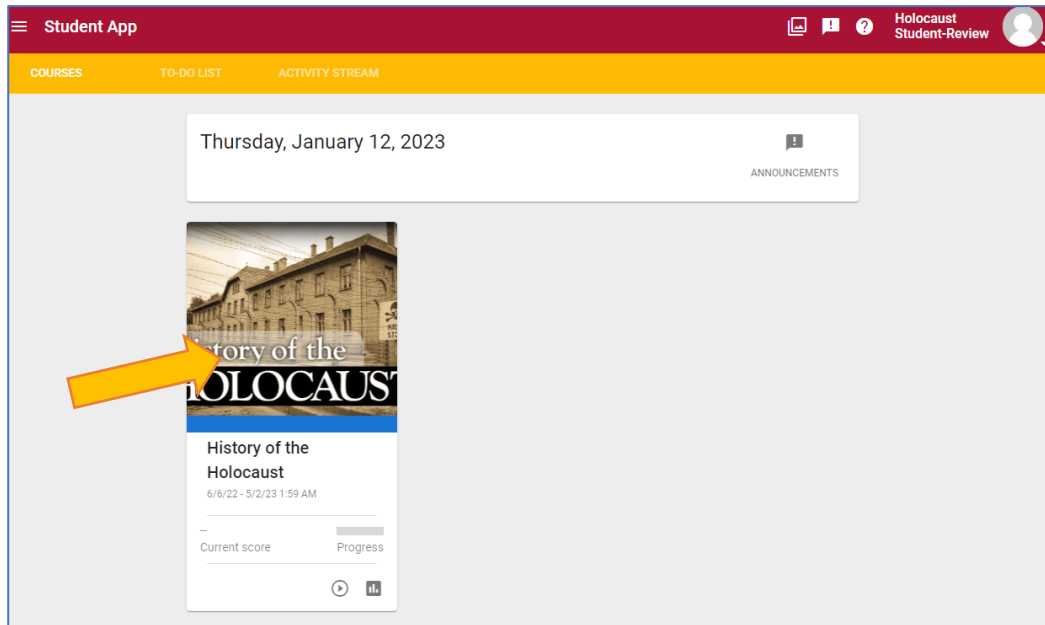 Student App
Holocaust
Student-Review
COURSES
TO-DO LIST
ACTIVITY STREAM
Thursday, January 12, 2023
ANNOUNCEMENTS
istory of the
HOLOCAUST
History of the
Holocaust
6/6/22 - 5/2/23 1:59 AM
--
Current score
Progress